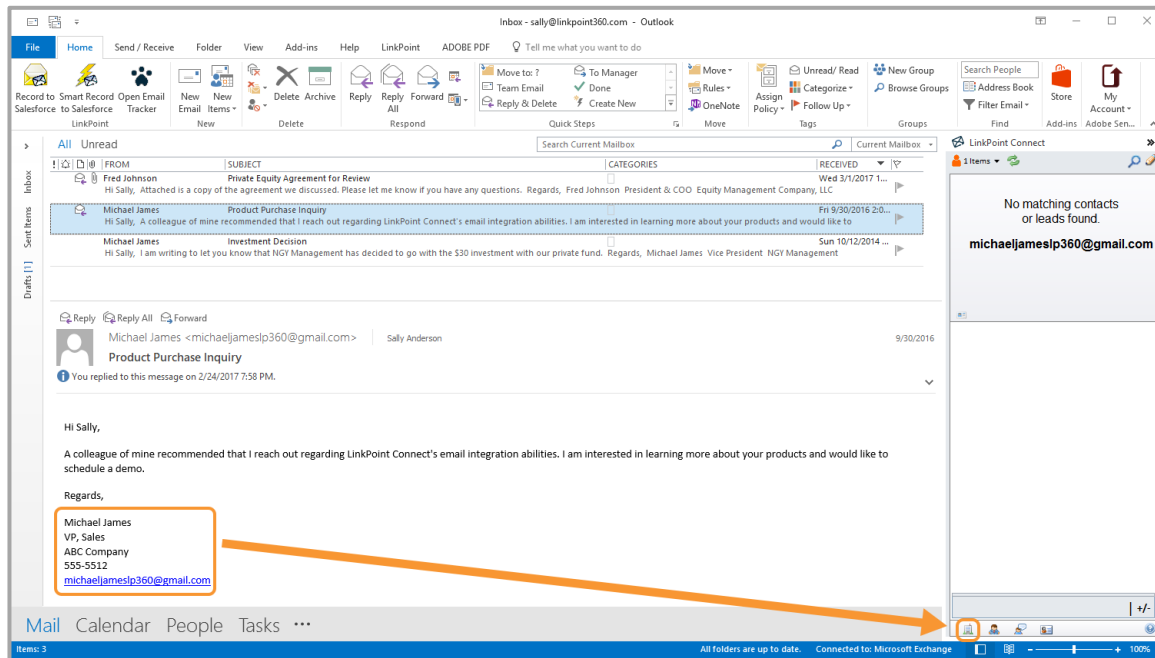 Inbox - sally@linkpoint360.com - Outlook
File Home Send / Receive Folder View Add-ins Help LinkPoint ADOBE PDF Tell me what you want to do
Record to Salesforce
Smart Record to Salesforce
Open Email Tracker
LinkPoint
New Email
New Items
New
Delete
Archive
Delete
Reply
Reply All
Forward
Respond
Move to: ?
Team Email
Reply & Delete
To Manager
Done
Create New
Quick Steps
Move
Rules
OneNote
Move
Assign Policy
Unread/ Read
Categorize
Follow Up
Tags
New Group
Browse Groups
Groups
Search People
Address Book
Filter Email
Find
Store
Add-ins
My Account
Adobe Sen...
Inbox
Sent Items
Drafts [1]
All Unread
Search Current Mailbox
Current Mailbox
! FROM SUBJECT CATEGORIES RECEIVED
Fred Johnson Private Equity Agreement for Review Wed 3/1/2017 1...
Hi Sally, Attached is a copy of the agreement we discussed. Please let me know if you have any questions. Regards, Fred Johnson President & COO Equity Management Company, LLC
Michael James Product Purchase Inquiry Fri 9/30/2016 2:0...
Hi Sally, A colleague of mine recommended that I reach out regarding LinkPoint Connect's email integration abilities. I am interested in learning more about your products and would like to
Michael James Investment Decision Sun 10/12/2014 ...
Hi Sally, I am writing to let you know that NGY Management has decided to go with the $30 investment with our private fund. Regards, Michael James Vice President NGY Management
Reply Reply All Forward
Michael James <michaeljameslp360@gmail.com> Sally Anderson 9/30/2016
Product Purchase Inquiry
You replied to this message on 2/24/2017 7:58 PM.
Hi Sally,
A colleague of mine recommended that I reach out regarding LinkPoint Connect's email integration abilities. I am interested in learning more about your products and would like to
schedule a demo.
Regards,
Michael James
VP, Sales
ABC Company
555-5512
michaeljameslp360@gmail.com
LinkPoint Connect
1 Items
No matching contacts
or leads found.
michaeljameslp360@gmail.com
+/-
Mail Calendar People Tasks ...
Items: 3 All folders are up to date. Connected to: Microsoft Exchange 100%